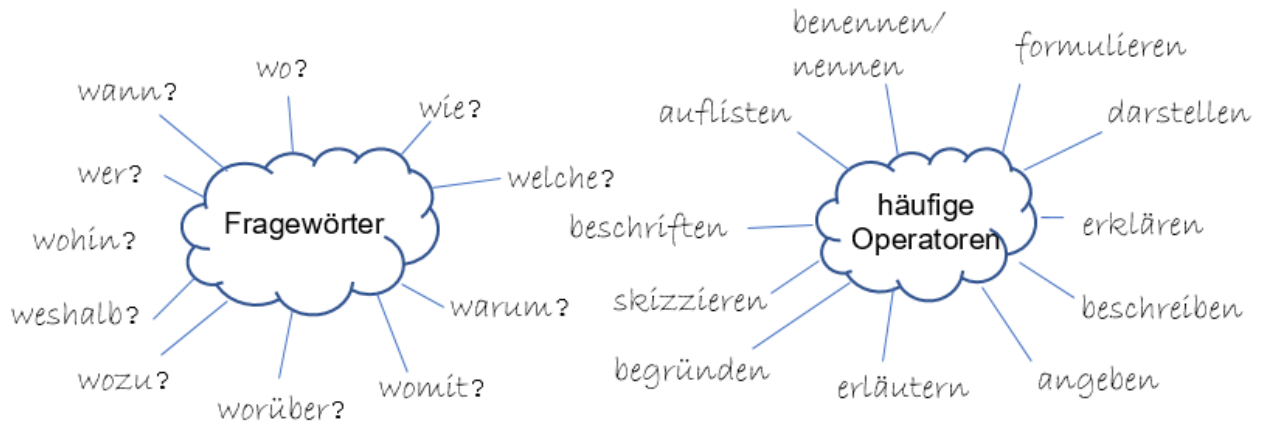 wo?
wann?
wie?
wer?
welche?
Fragewörter
wohin?
weshalb?
warum?
wozu?
womit?
worüber?
benennen/
nennen
formulieren
auflisten
darstellen
häufige
Operatoren
beschriften
erklären
skizzieren
beschreiben
begründen
erläutern
angeben